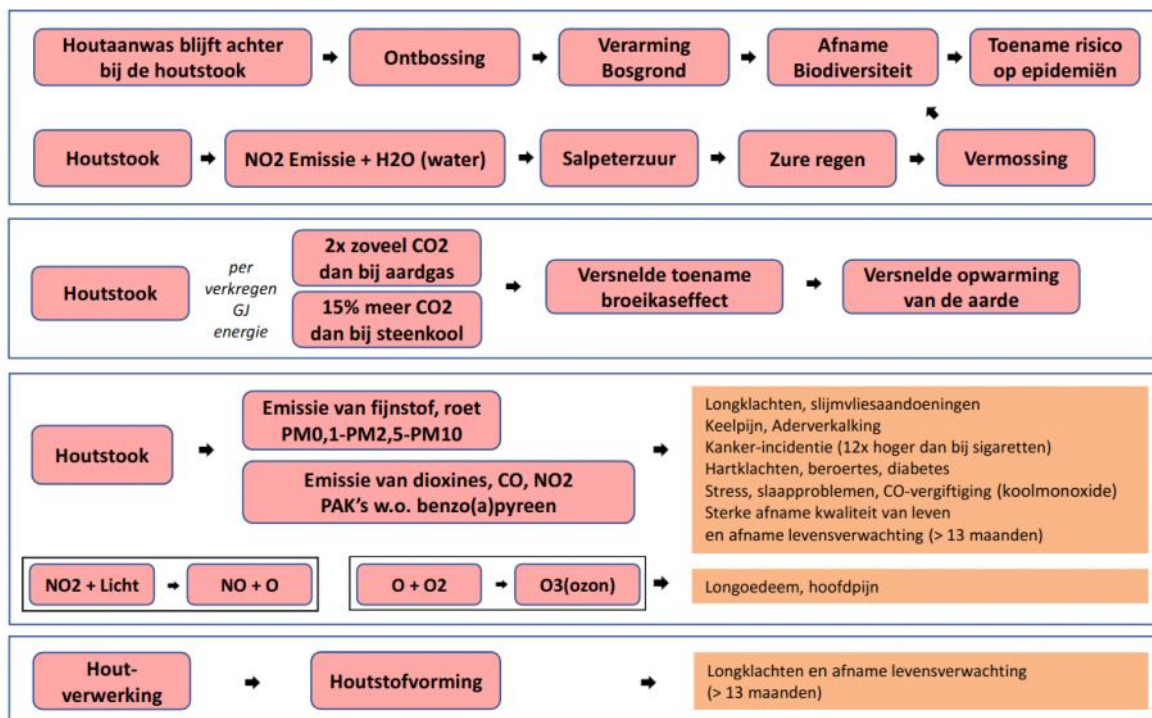 Houtaanwas blijft achter
bij de houtstook
Ontbossing
Verarming
Bosgrond
Afname
Biodiversiteit
Toename risico
op epidemiën
Houtstook
NO2 Emissie + H2O (water)
Salpeterzuur
Zure regen
Vermossing
Houtstook
per
verkregen
GJ
energie
2x zoveel CO2
dan bij aardgas
15% meer CO2
dan bij steenkool
Versnelde toename
broeikaseffect
Versnelde opwarming
van de aarde
Houtstook
Emissie van fijnstof, roet
PM0,1-PM2,5-PM10
Emissie van dioxines, CO, NO2
PAK's w.o. benzo(a)pyreen
Longklachten, slijmvliesaandoeningen
Keelpijn, Aderverkalking
Kanker-incidentie (12x hoger dan bij sigaretten)
Hartklachten, beroertes, diabetes
Stress, slaapproblemen, CO-vergiftiging (koolmonoxide)
Sterke afname kwaliteit van leven
en afname levensverwachting (> 13 maanden)
NO2 + Licht
NO + O
O + O2
O3(ozon)
Longoedeem, hoofdpijn
Hout-
verwerking
Houtstofvorming
Longklachten en afname levensverwachting
(> 13 maanden)